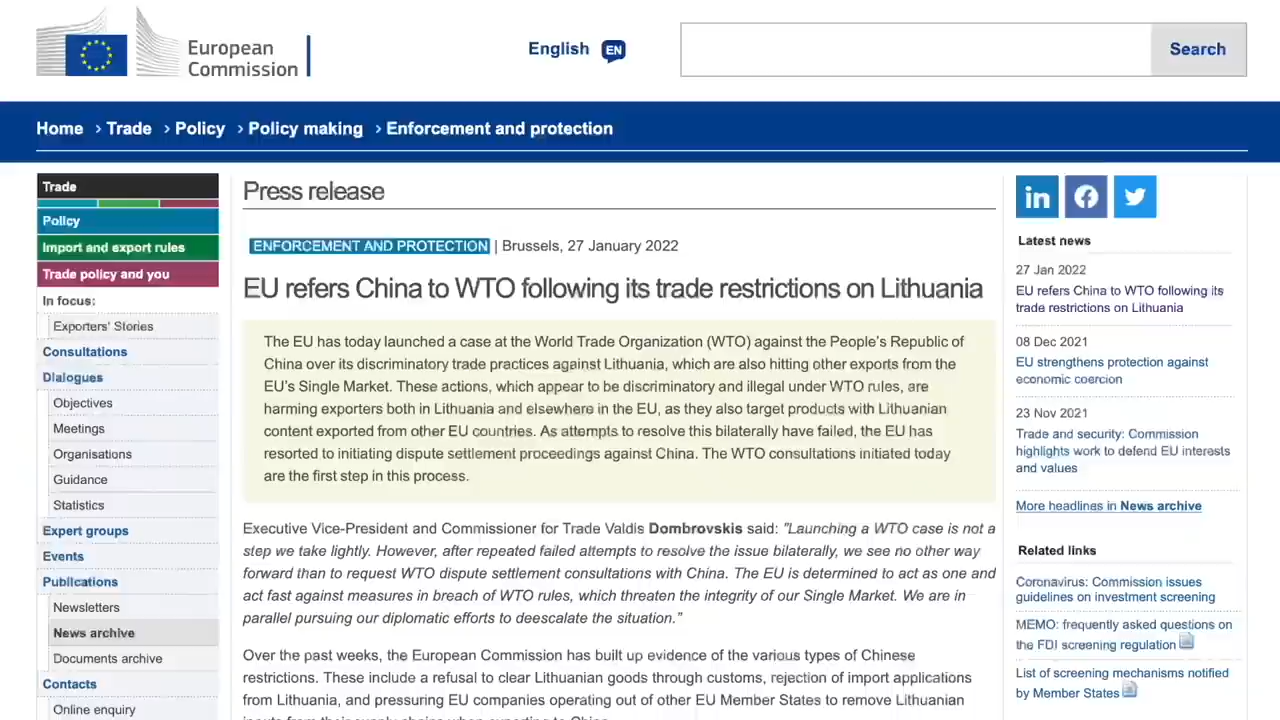 European
Commission
English EN
Search
Home › Trade › Policy › Policy making › Enforcement and protection
Trade
Policy
Import and export rules
Trade policy and you
In focus:
Exporters' Stories
Consultations
Dialogues
Objectives
Meetings
Organisations
Guidance
Statistics
Expert groups
Events
Publications
Newsletters
News archive
Documents archive
Contacts
Online enquiry
Press release
ENFORCEMENT AND PROTECTION | Brussels, 27 January 2022
EU refers China to WTO following its trade restrictions on Lithuania
The EU has today launched a case at the World Trade Organization (WTO) against the People's Republic of
China over its discriminatory trade practices against Lithuania, which are also hitting other exports from the
EU's Single Market. These actions, which appear to be discriminatory and illegal under WTO rules, are
harming exporters both in Lithuania and elsewhere in the EU, as they also target products with Lithuanian
content exported from other EU countries. As attempts to resolve this bilaterally have failed, the EU has
resorted to initiating dispute settlement proceedings against China. The WTO consultations initiated today
are the first step in this process.
Executive Vice-President and Commissioner for Trade Valdis Dombrovskis said: "Launching a WTO case is not a
step we take lightly. However, after repeated failed attempts to resolve the issue bilaterally, we see no other way
forward than to request WTO dispute settlement consultations with China. The EU is determined to act as one and
act fast against measures in breach of WTO rules, which threaten the integrity of our Single Market. We are in
parallel pursuing our diplomatic efforts to deescalate the situation."
Over the past weeks, the European Commission has built up evidence of the various types of Chinese
restrictions. These include a refusal to clear Lithuanian goods through customs, rejection of import applications
from Lithuania, and pressuring EU companies operating out of other EU Member States to remove Lithuanian
in
Latest news
27 Jan 2022
EU refers China to WTO following its
trade restrictions on Lithuania
08 Dec 2021
EU strengthens protection against
economic coercion
23 Nov 2021
Trade and security: Commission
highlights work to defend EU interests
and values
More headlines in News archive
Related links
Coronavirus: Commission issues
guidelines on investment screening
MEMO: frequently asked questions on
the FDI screening regulation
List of screening mechanisms notified
by Member States